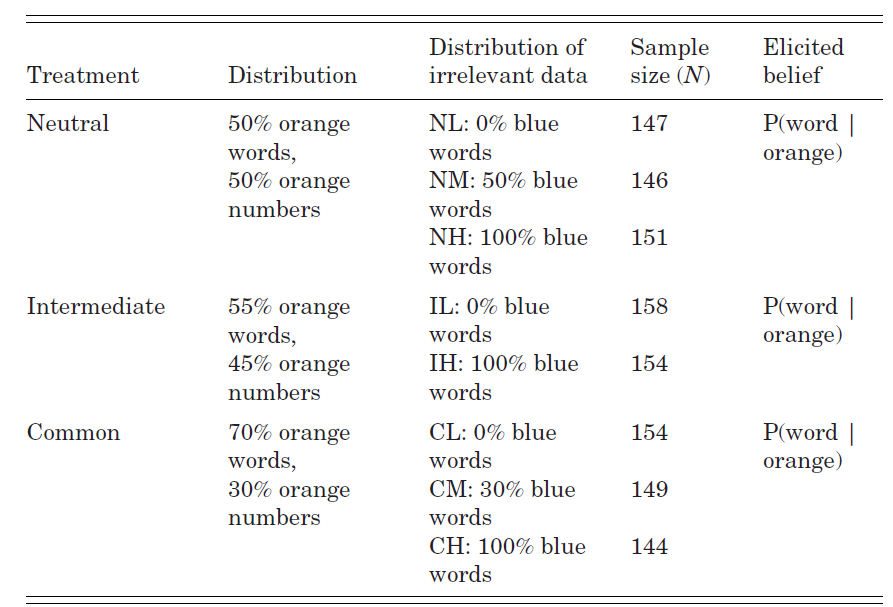 Treatment Distribution Distribution of irrelevant data Sample size (N) Elicited belief
Neutral 50% orange NL: 0% blue 147 P(word |
words, words orange)
50% orange NM: 50% blue 146
numbers words
NH: 100% blue 151
words
Intermediate 55% orange IL: 0% blue 158 P(word |
words, words orange)
45% orange IH: 100% blue 154
numbers words
Common 70% orange CL: 0% blue 154 P(word |
words, words orange)
30% orange CM: 30% blue 149
numbers words
CH: 100% blue 144
words